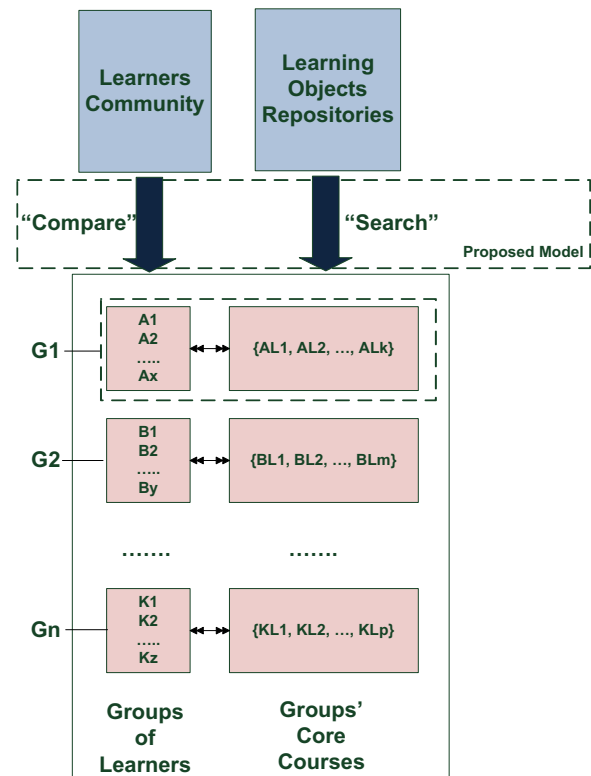 Learners
Community
Learning
Objects
Repositories
“Compare”
“Search”
Proposed Model
G1
A1
A2
…..
Ax
{AL1, AL2, …, ALk}
G2
B1
B2
…..
By
{BL1, BL2, …, BLm}
…….
…….
Gn
K1
K2
…..
Kz
{KL1, KL2, …, KLp}
Groups
of
Learners
Groups’
Core
Courses